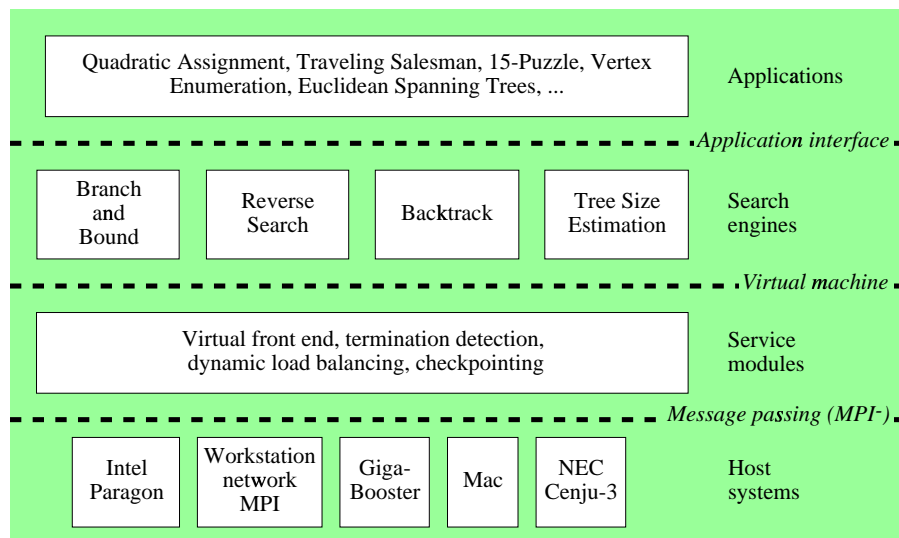 Quadratic Assignment, Traveling Salesman, 15-Puzzle, Vertex
Enumeration, Euclidean Spanning Trees, ...
Applications
Application interface
Branch
and
Bound
Reverse
Search
Backtrack
Tree Size
Estimation
Search
engines
Virtual machine
Virtual front end, termination detection,
dynamic load balancing, checkpointing
Service
modules
Message passing (MPI-)
Intel
Paragon
Workstation
network
MPI
Giga-
Booster
Mac
NEC
Cenju-3
Host
systems